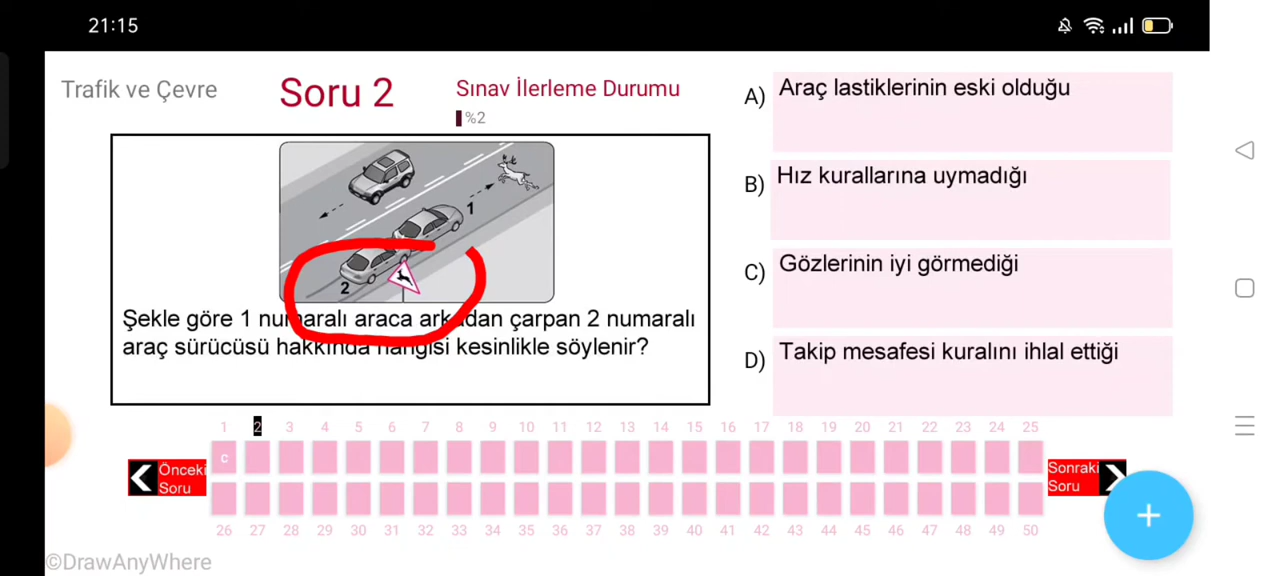 21:15
Trafik ve Çevre
Soru 2
Sınav İlerleme Durumu
%2
1
2
Şekle göre 1 numaralı araca arkadan çarpan 2 numaralı
araç sürücüsü hakkında hangisi kesinlikle söylenir?
A) Araç lastiklerinin eski olduğu
B) Hız kurallarına uymadığı
C) Gözlerinin iyi görmediği
D) Takip mesafesi kuralını ihlal ettiği
1 2 3 4 5 6 7 8 9 10 11 12 13 14 15 16 17 18 19 20 21 22 23 24 25
c
Önceki
Soru
Sonraki
Soru
26 27 28 29 30 31 32 33 34 35 36 37 38 39 40 41 42 43 44 45 46 47 48 49 50
©DrawAnyWhere